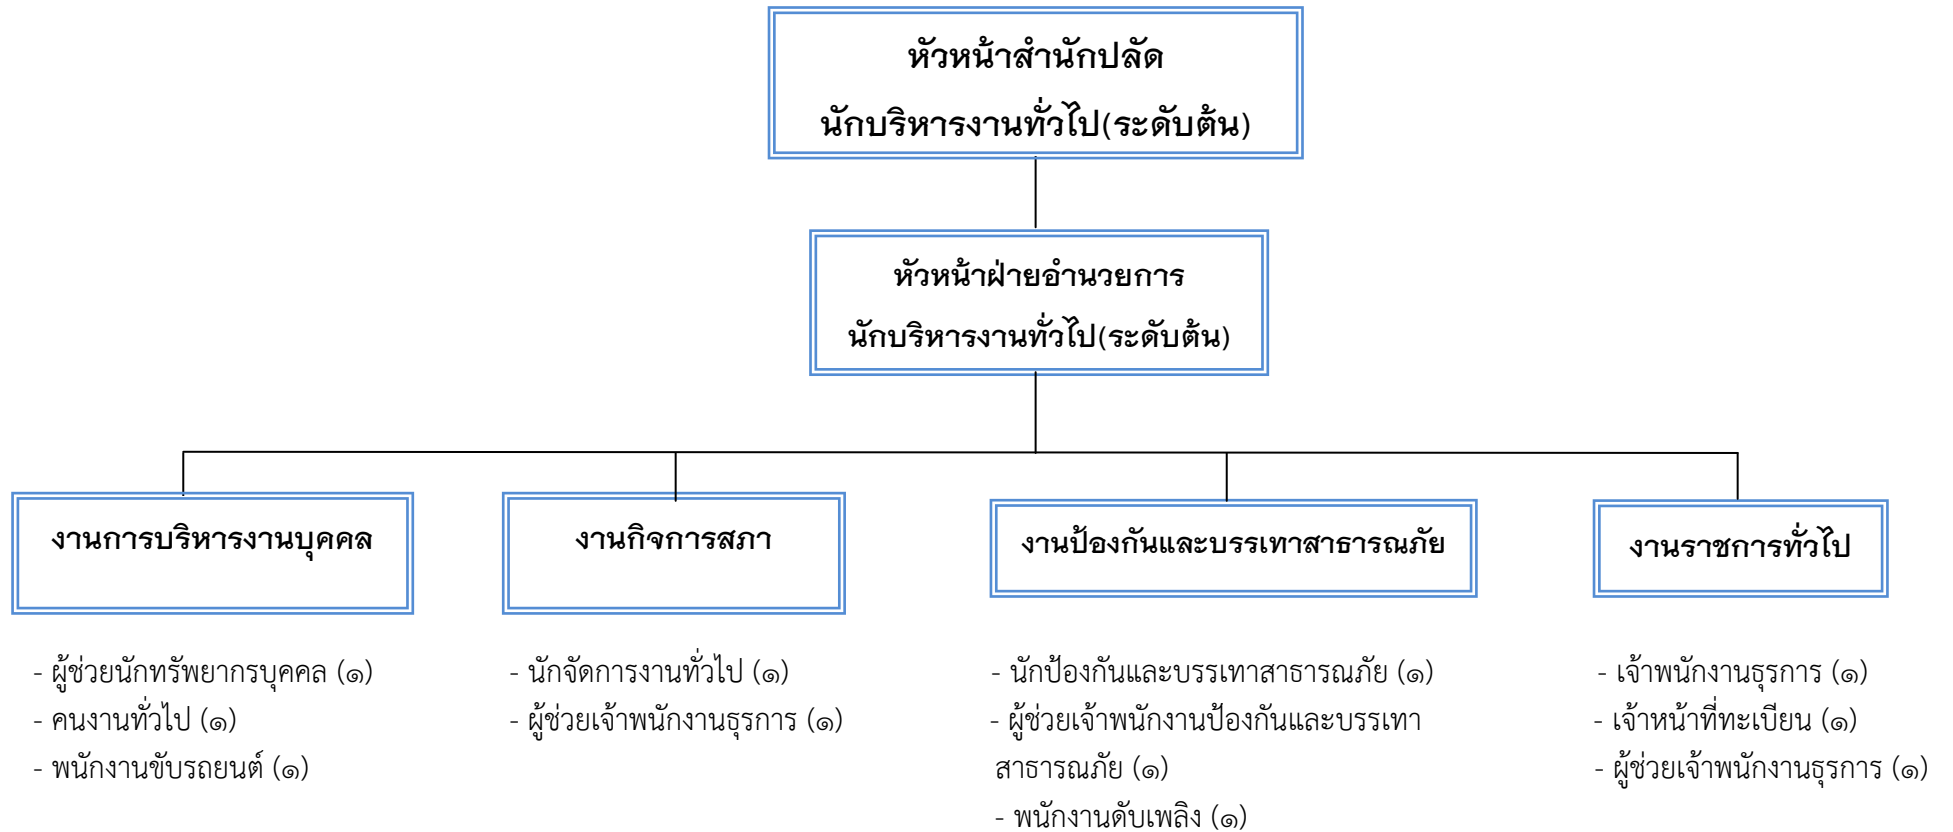 หัวหน้าสำนักปลัด
นักบริหารงานทั่วไป(ระดับต้น)
หัวหน้าฝ่ายอำนวยการ
นักบริหารงานทั่วไป(ระดับต้น)
งานการบริหารงานบุคคล
- ผู้ช่วยนักทรัพยากรบุคคล (๑)
- คนงานทั่วไป (๑)
- พนักงานขับรถยนต์ (๑)
งานกิจการสภา
- นักจัดการงานทั่วไป (๑)
- ผู้ช่วยเจ้าพนักงานธุรการ (๑)
งานป้องกันและบรรเทาสาธารณภัย
- นักป้องกันและบรรเทาสาธารณภัย (๑)
- ผู้ช่วยเจ้าพนักงานป้องกันและบรรเทา
สาธารณภัย (๑)
- พนักงานดับเพลิง (๑)
งานราชการทั่วไป
- เจ้าพนักงานธุรการ (๑)
- เจ้าหน้าที่ทะเบียน (๑)
- ผู้ช่วยเจ้าพนักงานธุรการ (๑)